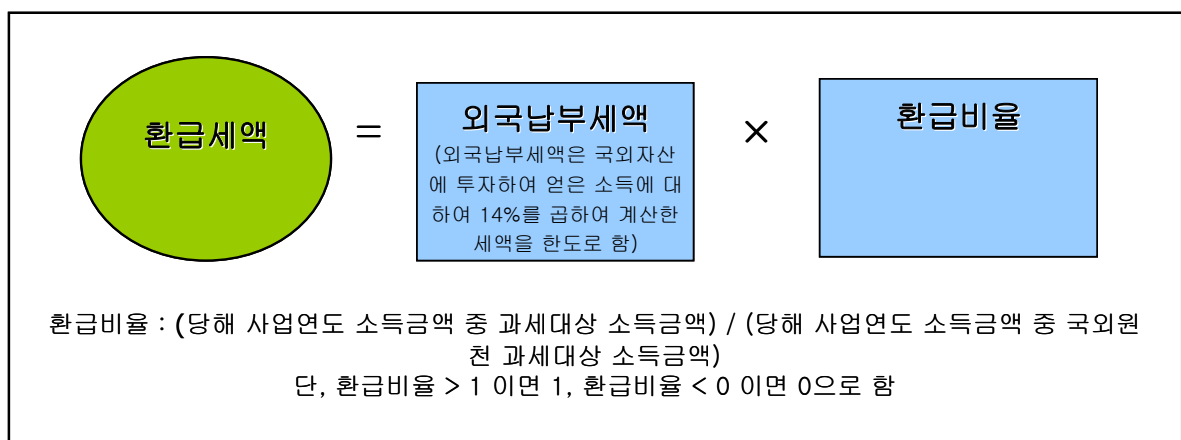 환급세액
=
외국납부세액
(외국납부세액은 국외자산
에 투자하여 얻은 소득에 대
하여 14%를 곱하여 계산한
세액을 한도로 함)
×
환급비율
환급비율 : (당해 사업연도 소득금액 중 과세대상 소득금액) / (당해 사업연도 소득금액 중 국외원
천 과세대상 소득금액)
단, 환급비율 > 1 이면 1, 환급비율 < 0 이면 0으로 함